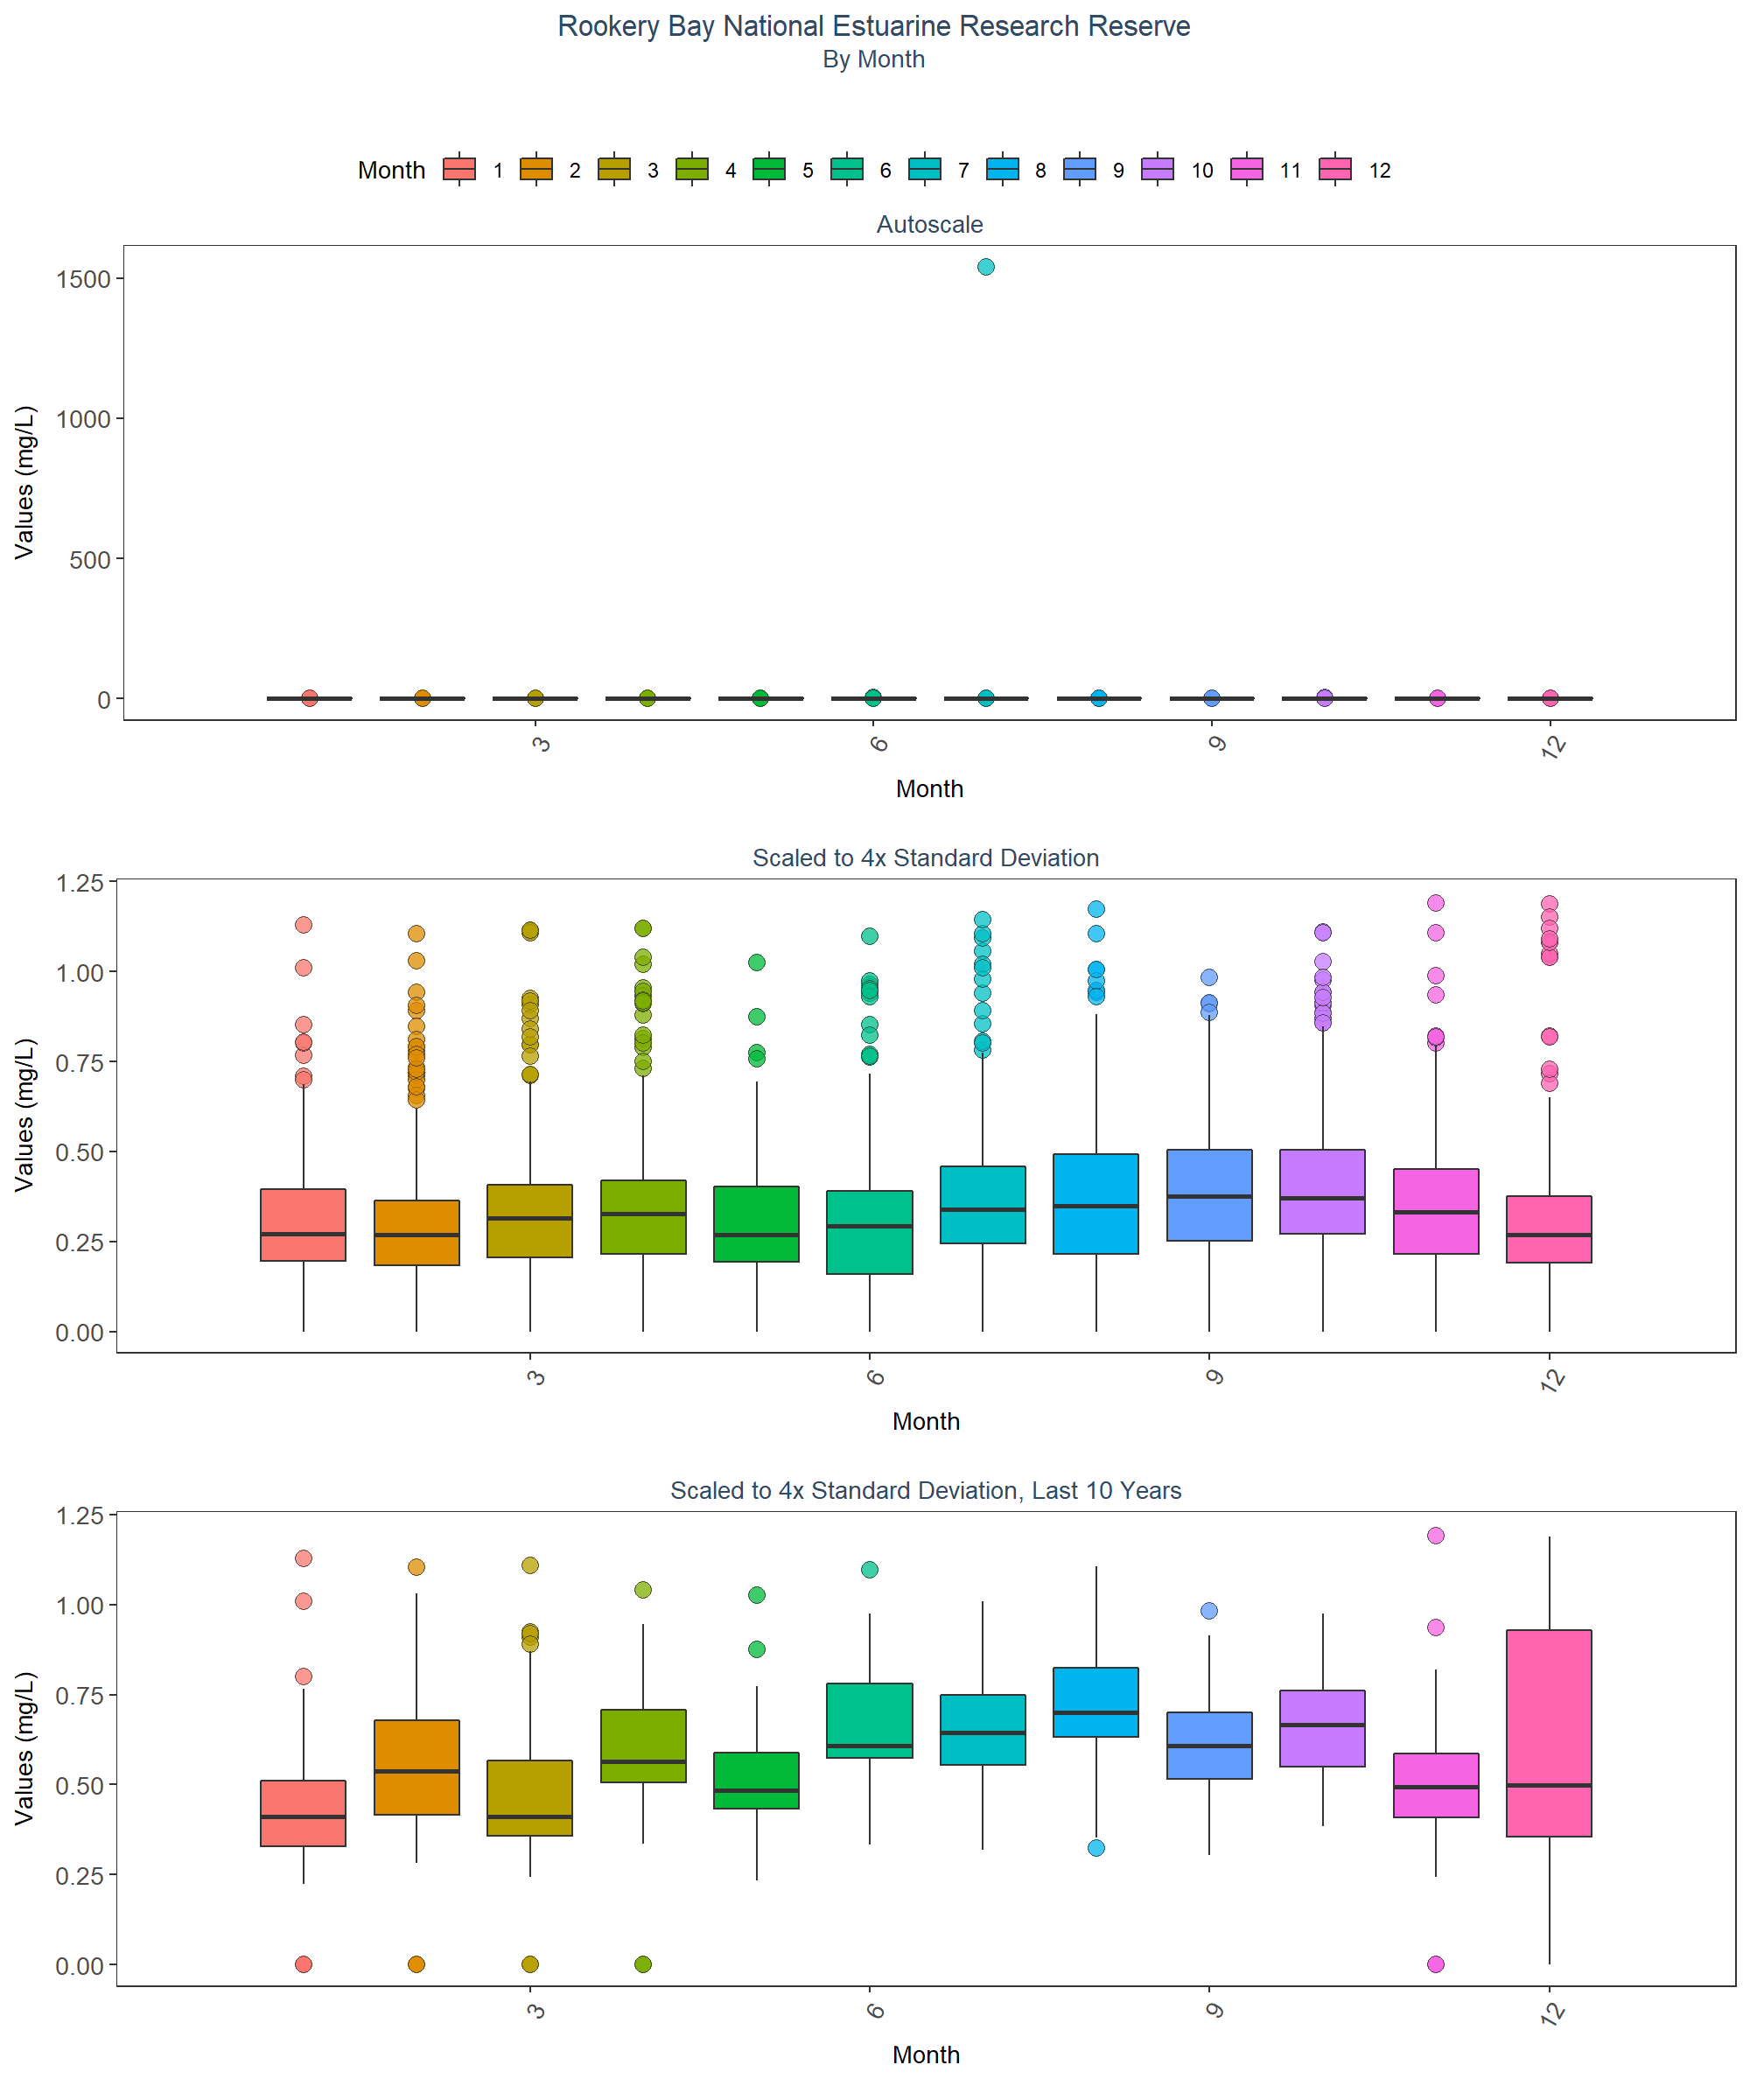 Rookery Bay National Estuarine Research Reserve
By Month
Month 1 2 3 4 5 6 7 8 9 10 11 12
Autoscale
Values (mg/L)
1500
1000
500
0
3 6 9 12
Month
Scaled to 4x Standard Deviation
Values (mg/L)
1.25
1.00
0.75
0.50
0.25
0.00
3 6 9 12
Month
Scaled to 4x Standard Deviation, Last 10 Years
Values (mg/L)
1.25
1.00
0.75
0.50
0.25
0.00
3 6 9 12
Month